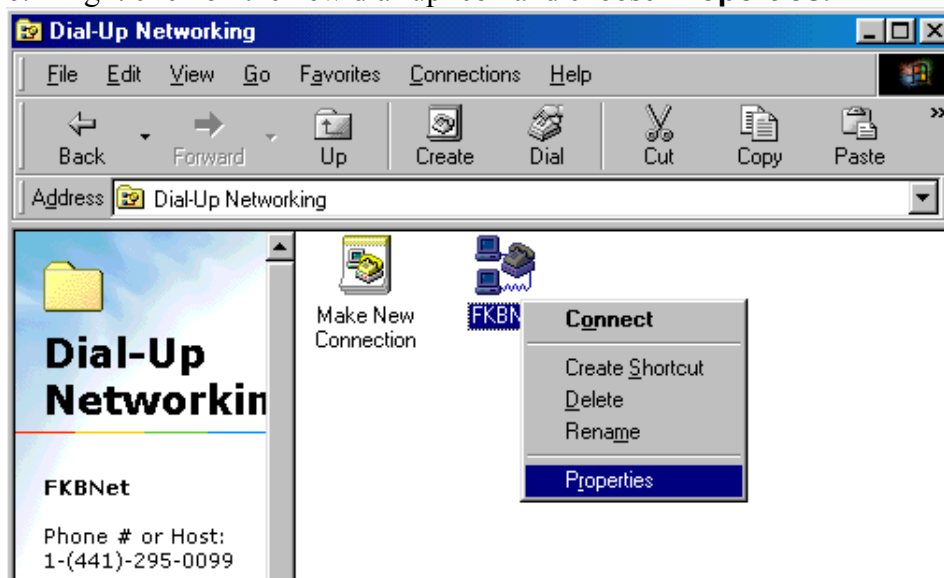 Dial-Up Networking
File Edit View Go Favorites Connections Help
Back Forward Up Create Dial Cut Copy Paste »
Address Dial-Up Networking
Make New
Connection
FKBN
Connect
Create Shortcut
Delete
Rename
Properties
Dial-Up
Networkin
FKBNet
Phone # or Host:
1-(441)-295-0099